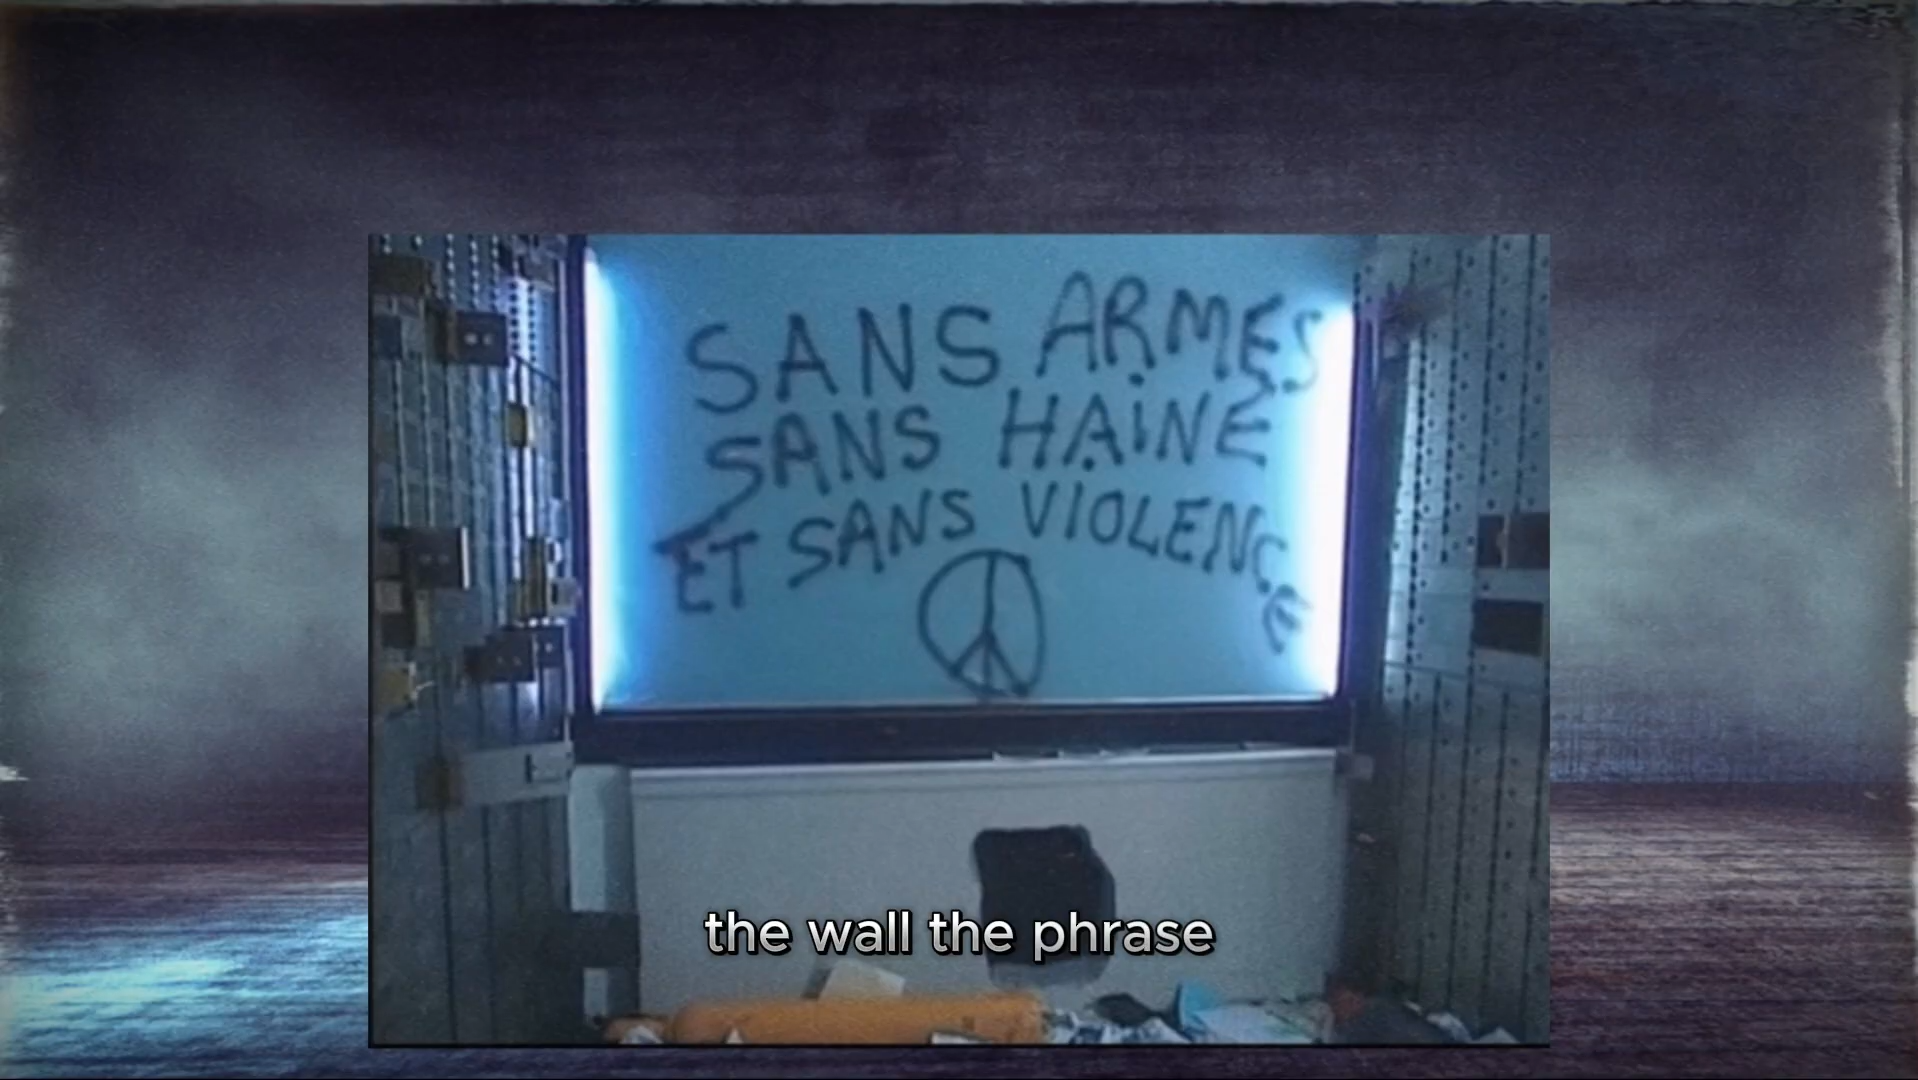 SANS ARMES
SANS HAINE
ET SANS VIOLENCE
the wall the phrase